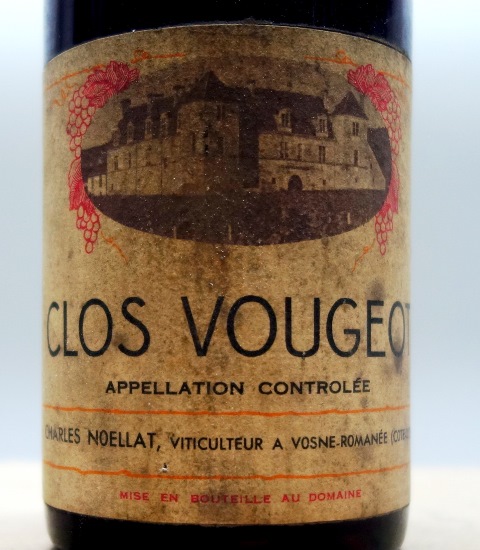 CLOS VOUGEOT
APPELLATION CONTROLÉE
CHARLES NOELLAT, VITICULTEUR A VOSNE-ROMANÉE
MISE EN BOUTEILLE AU DOMAINE